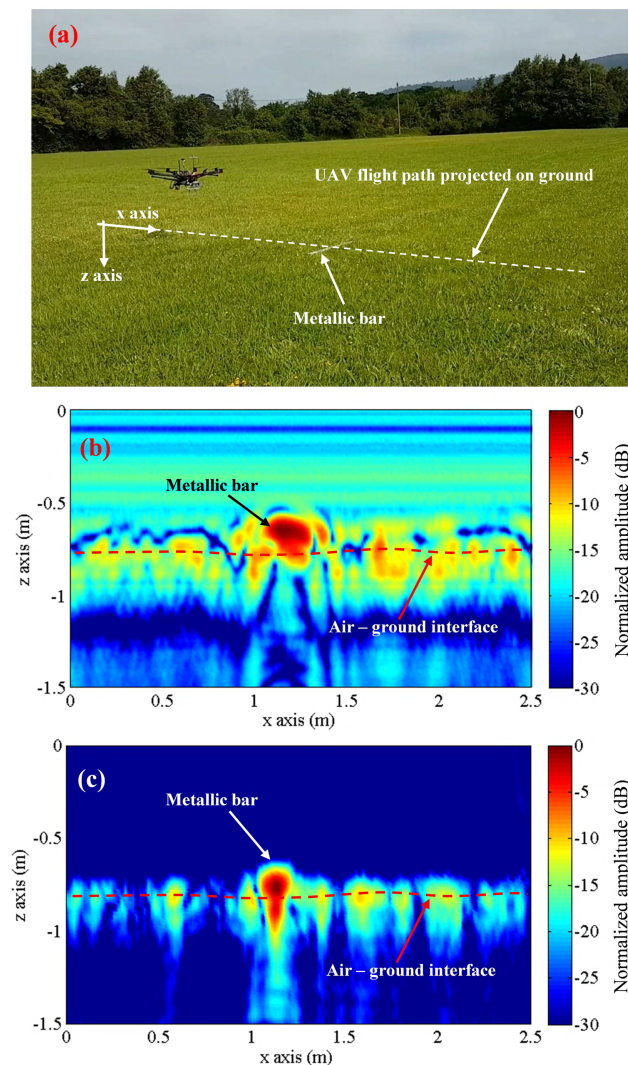 (a)
UAV flight path projected on ground
x axis
z axis
Metallic bar
(b)
0
-0.5
-1
-1.5
z axis (m)
0
0.5
1
1.5
2
2.5
x axis (m)
Metallic bar
Air – ground interface
0
-5
-10
-15
-20
-25
-30
Normalized amplitude (dB)
(c)
0
-0.5
-1
-1.5
z axis (m)
0
0.5
1
1.5
2
2.5
x axis (m)
Metallic bar
Air – ground interface
0
-5
-10
-15
-20
-25
-30
Normalized amplitude (dB)